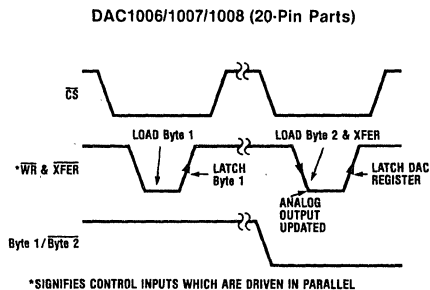 DAC1006/1007/1008 (20-Pin Parts)
CS
LOAD Byte 1
LOAD Byte 2 & XFER
*WR & XFER
LATCH
Byte 1
LATCH DAC
REGISTER
ANALOG
OUTPUT
UPDATED
Byte 1/Byte 2
*SIGNIFIES CONTROL INPUTS WHICH ARE DRIVEN IN PARALLEL